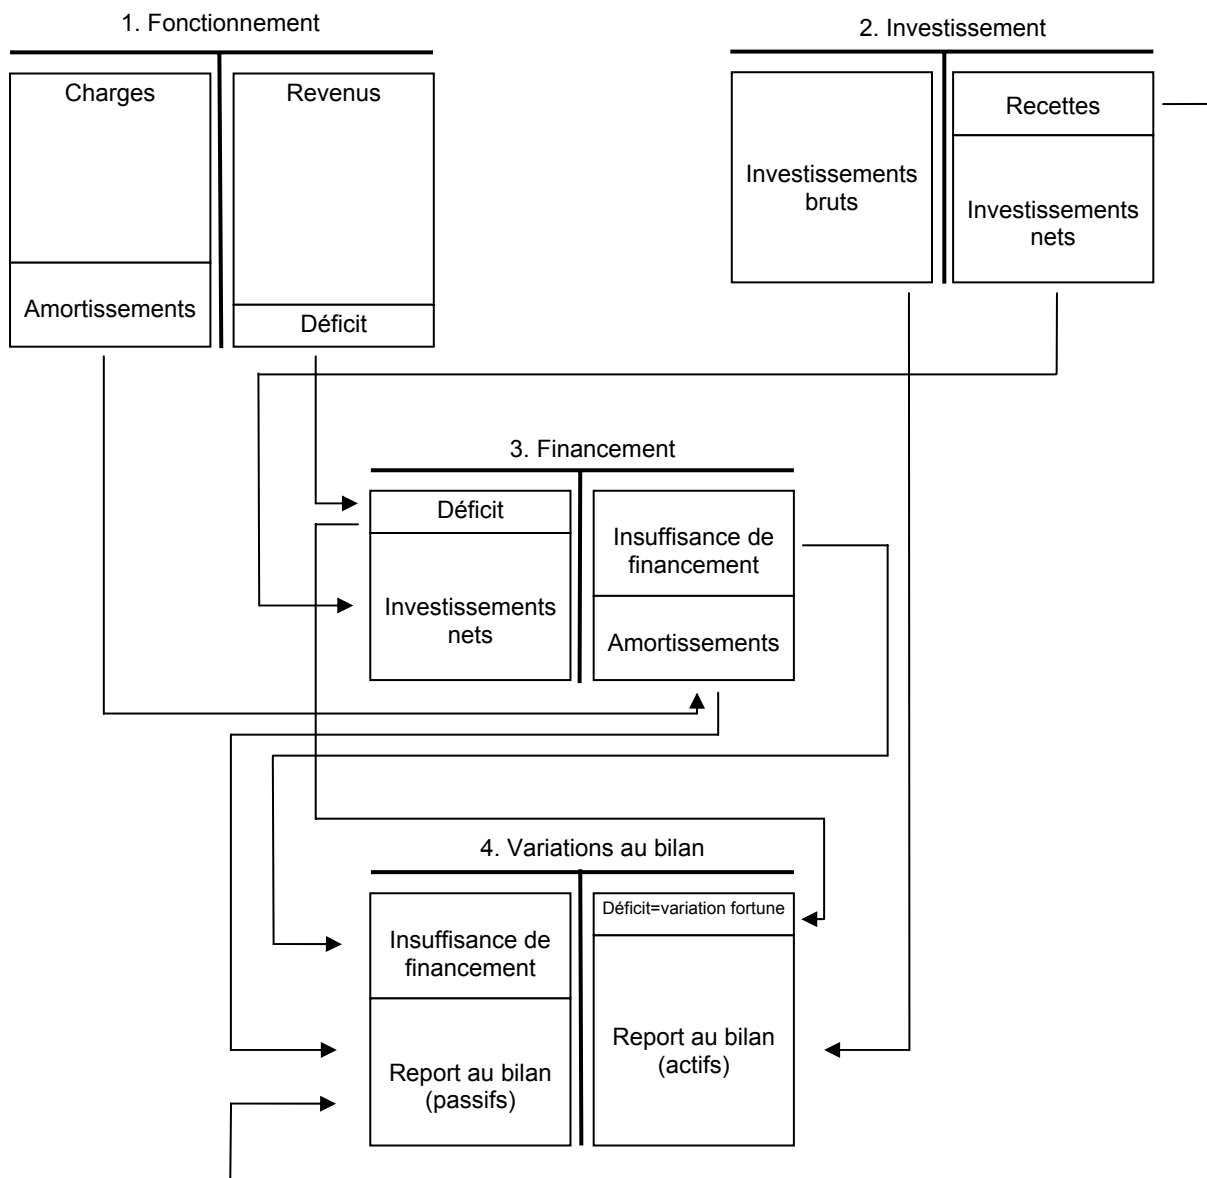 1. Fonctionnement
Charges
Amortissements
Revenus
Déficit
2. Investissement
Investissements
bruts
Recettes
Investissements
nets
3. Financement
Déficit
Investissements
nets
Insuffisance de
financement
Amortissements
4. Variations au bilan
Insuffisance de
financement
Report au bilan
(passifs)
Déficit=variation fortune
Report au bilan
(actifs)